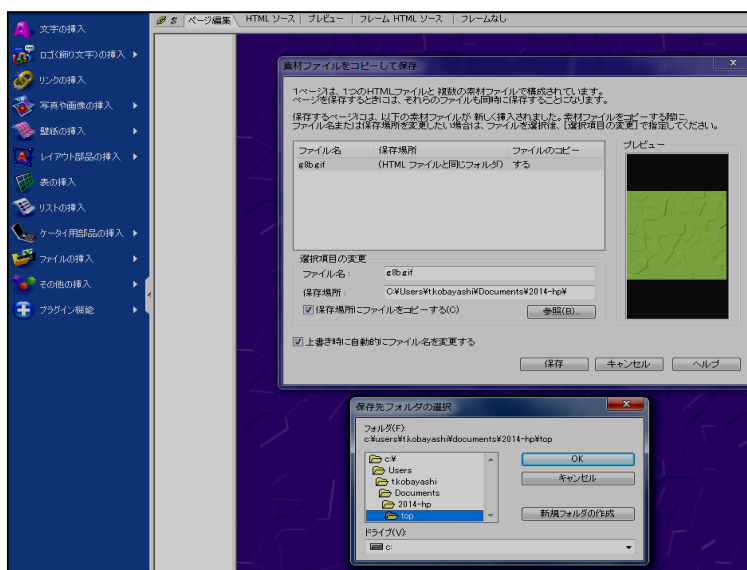 ページ編集 HTML ソース プレビュー フレーム HTML ソース フレームなし
文字の挿入
ロゴ(飾り文字)の挿入
リンクの挿入
写真や画像の挿入
壁紙の挿入
レイアウト部品の挿入
表の挿入
リストの挿入
ケータイ用部品の挿入
ファイルの挿入
その他の挿入
プラグイン機能
素材ファイルをコピーして保存
1ページは、1つのHTMLファイルと 複数の素材ファイルで構成されています。
ページを保存するときには、それらのファイルも同時に保存することになります。
保存するページには、以下の素材ファイルが 新しく挿入されました。素材ファイルをコピーする際に、
ファイル名または保存場所を変更したい場合は、ファイルを選択後、[選択項目の変更]で指定してください。
ファイル名 保存場所 ファイルのコピー
g8b.gif (HTML ファイルと同じフォルダ) する
プレビュー
選択項目の変更
ファイル名: g8b.gif
保存場所: C:¥Users¥t.kobayashi¥Documents¥2014-hp¥
保存場所にファイルをコピーする(C) 参照(B)...
上書き時に自動的にファイル名を変更する
保存 キャンセル ヘルプ
保存先フォルダの選択
フォルダ(F):
c:¥users¥t.kobayashi¥documents¥2014-hp¥top
c:¥
Users
t.kobayashi
Documents
2014-hp
top
OK
キャンセル
新規フォルダの作成
ドライブ(V):
c: